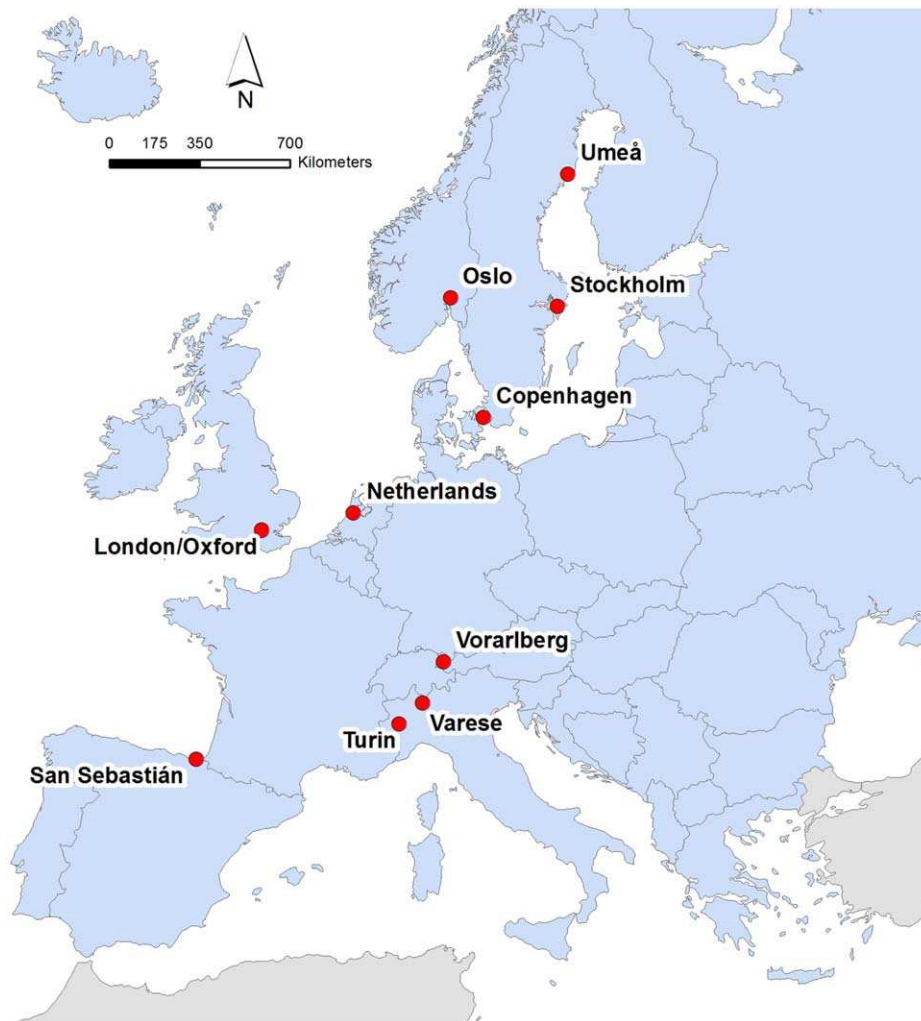 N
0 175 350 700
Kilometers
Umeå
Oslo
Stockholm
Copenhagen
Netherlands
London/Oxford
Vorarlberg
Varese
Turin
San Sebastián